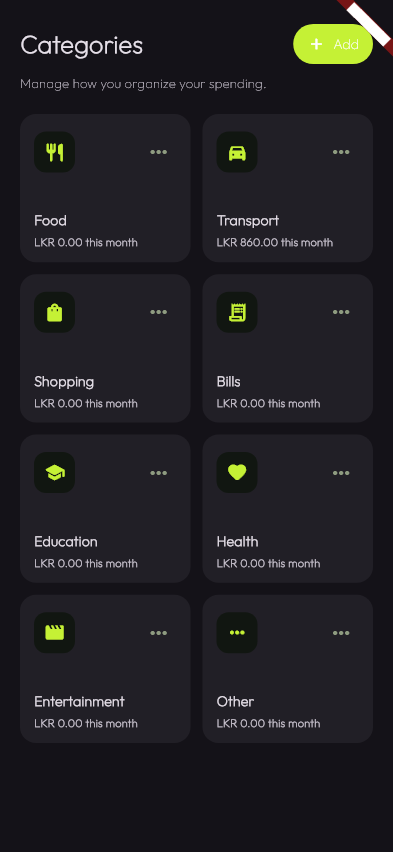 Categories
+ Add
Manage how you organize your spending.
Food
LKR 0.00 this month
Transport
LKR 860.00 this month
Shopping
LKR 0.00 this month
Bills
LKR 0.00 this month
Education
LKR 0.00 this month
Health
LKR 0.00 this month
Entertainment
LKR 0.00 this month
Other
LKR 0.00 this month